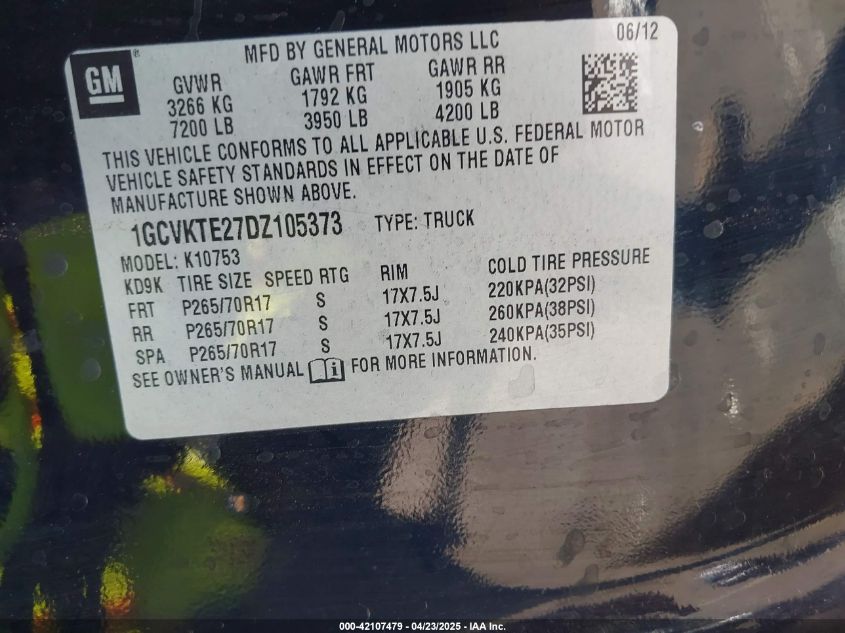 GM
MFD BY GENERAL MOTORS LLC 06/12
GVWR GAWR FRT GAWR RR
3266 KG 1792 KG 1905 KG
7200 LB 3950 LB 4200 LB
THIS VEHICLE CONFORMS TO ALL APPLICABLE U.S. FEDERAL MOTOR
VEHICLE SAFETY STANDARDS IN EFFECT ON THE DATE OF
MANUFACTURE SHOWN ABOVE.
1GCVKTE27DZ105373 TYPE: TRUCK
MODEL: K10753
KD9K TIRE SIZE SPEED RTG RIM COLD TIRE PRESSURE
FRT P265/70R17 S 17X7.5J 220KPA(32PSI)
RR P265/70R17 S 17X7.5J 260KPA(38PSI)
SPA P265/70R17 S 17X7.5J 240KPA(35PSI)
SEE OWNER'S MANUAL FOR MORE INFORMATION.
000-42107479 - 04/23/2025 - IAA Inc.